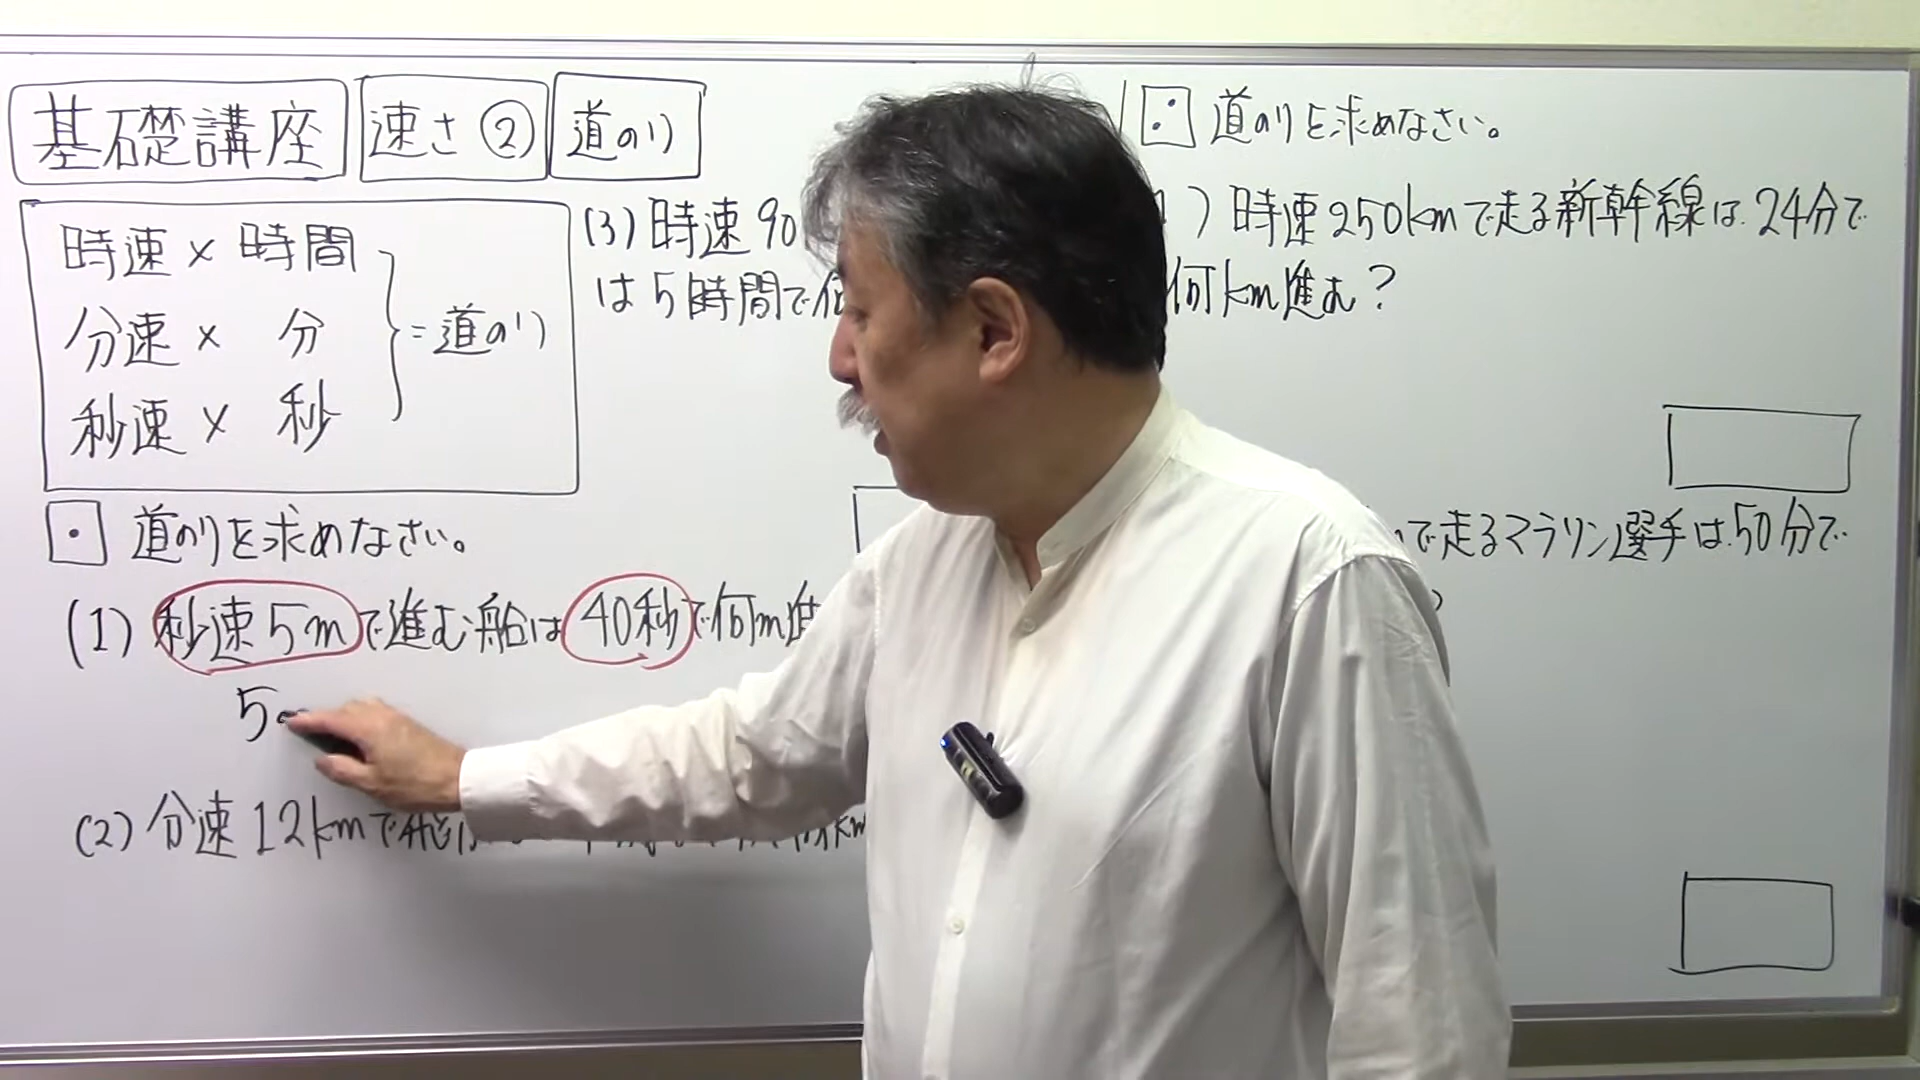 基礎講座 速さ ② 道のり
時速 × 時間
分速 × 分
秒速 × 秒
= 道のり
道のりを求めなさい。
(1) 秒速5mで進む船は40秒で何m進
5
(2) 分速12kmで飛
(3) 時速90
は5時間で何
道のりを求めなさい。
) 時速250kmで走る新幹線は24分で
何km進む?
で走るマラソン選手は50分で